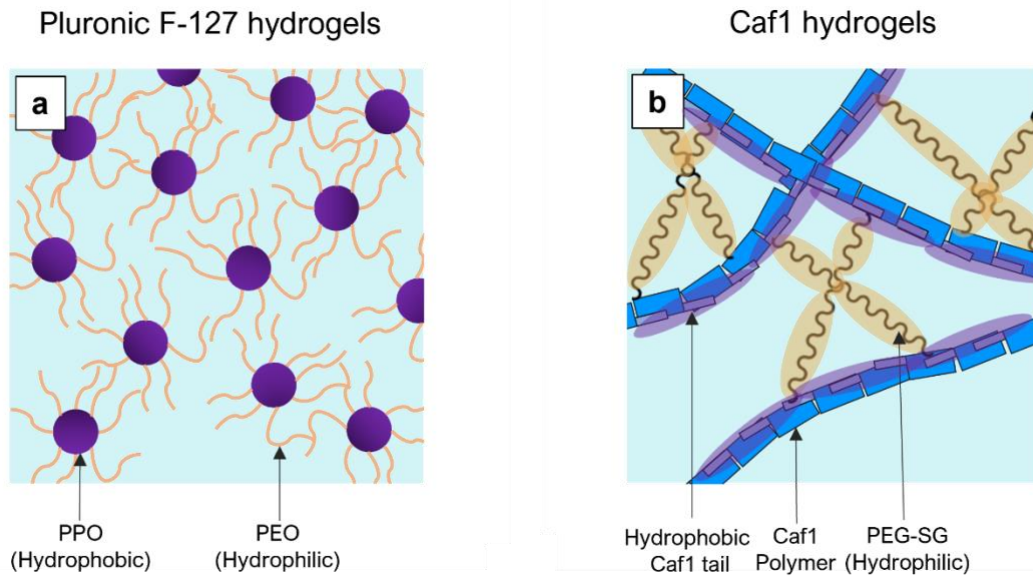 Pluronic F-127 hydrogels
Caf1 hydrogels
a
b
PPO
(Hydrophobic)
PEO
(Hydrophilic)
Hydrophobic
Caf1 tail
Caf1
Polymer
PEG-SG
(Hydrophilic)